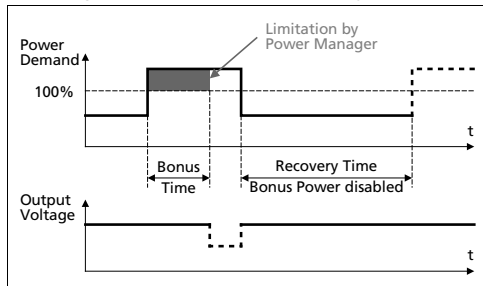 Power
Demand
Limitation by
Power Manager
100%
t
Bonus
Time
Recovery Time
Bonus Power disabled
Output
Voltage
t